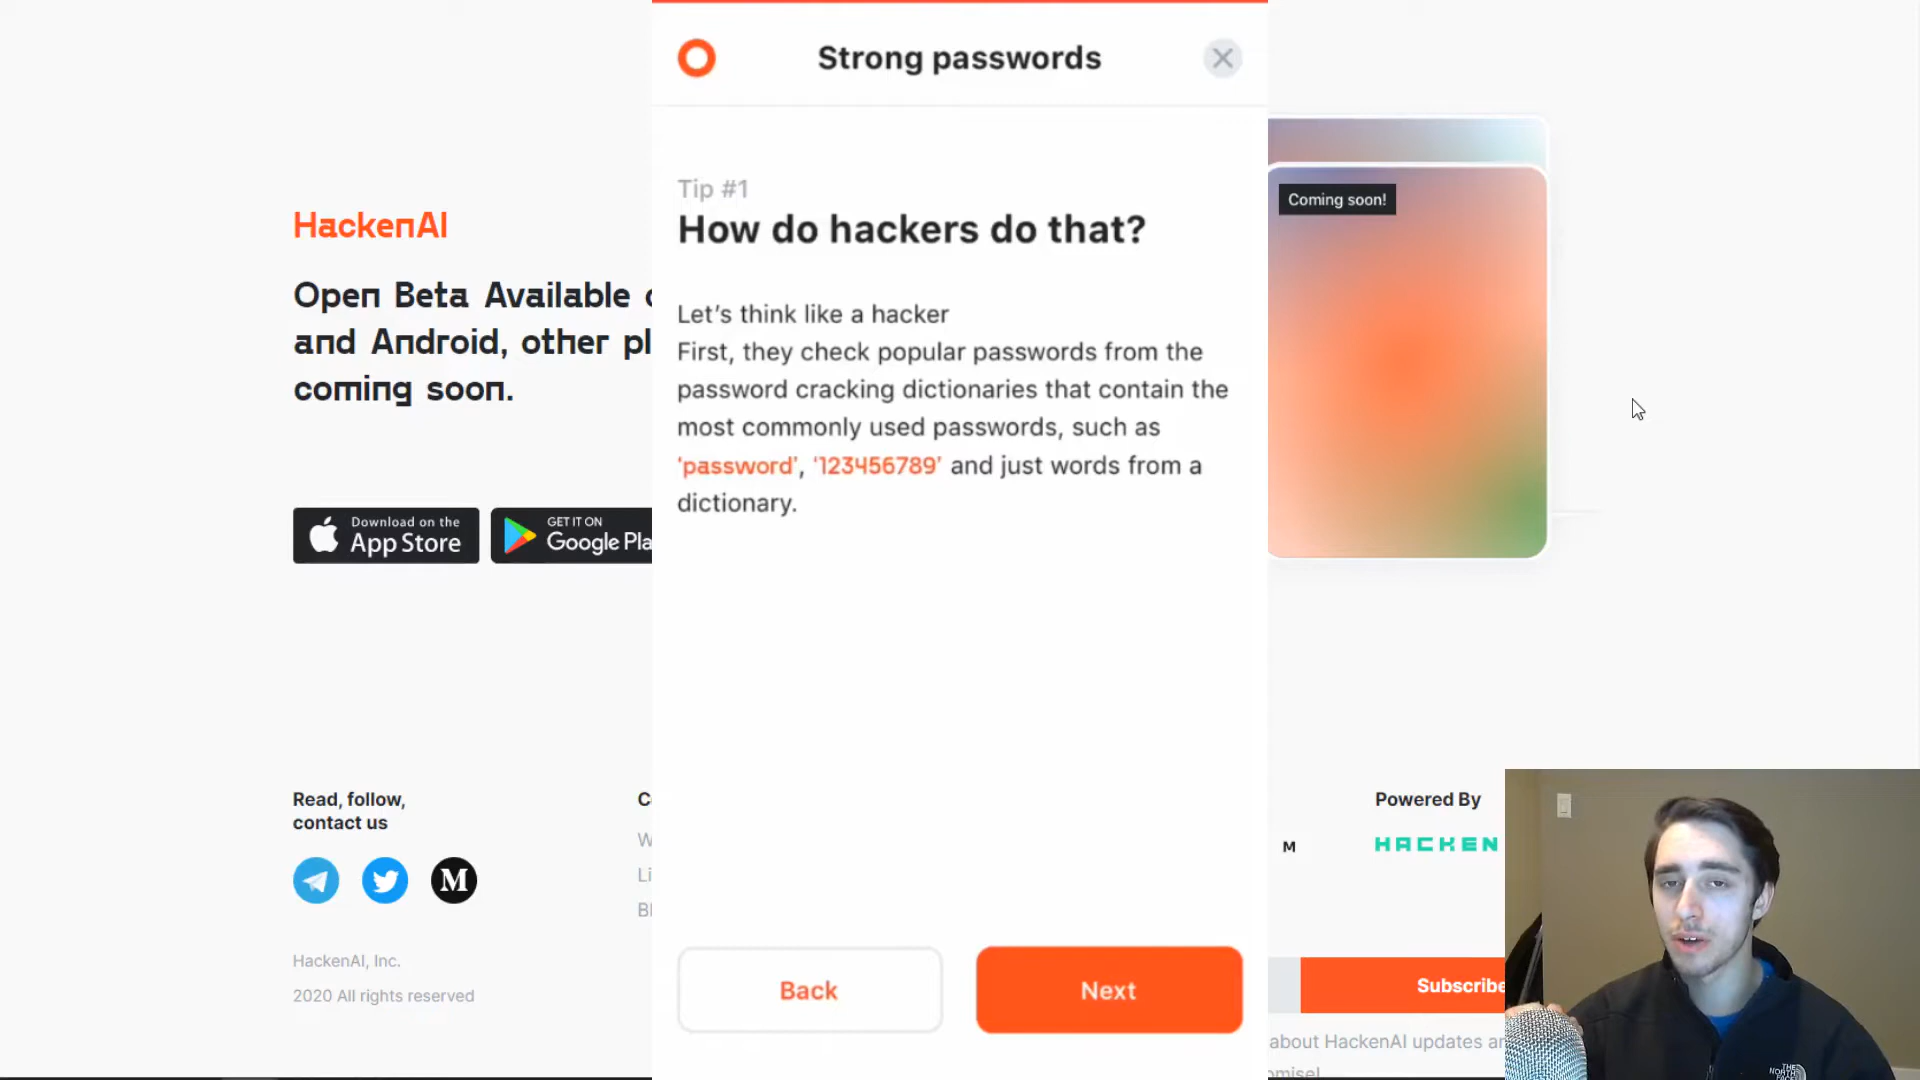 Strong passwords
Tip #1
How do hackers do that?
Let's think like a hacker
First, they check popular passwords from the
password cracking dictionaries that contain the
most commonly used passwords, such as
'password', '123456789' and just words from a
dictionary.
Back
Next
HackenAI
Open Beta Available
and Android, other
coming soon.
Download on the
App Store
GET IT ON
Google Pla
Coming soon!
Read, follow,
contact us
M
HackenAI, Inc.
2020 All rights reserved
C
W
Li
Bl
M
Powered By
HACKEN
Subscribe
about HackenAI updates
THE
NORTH